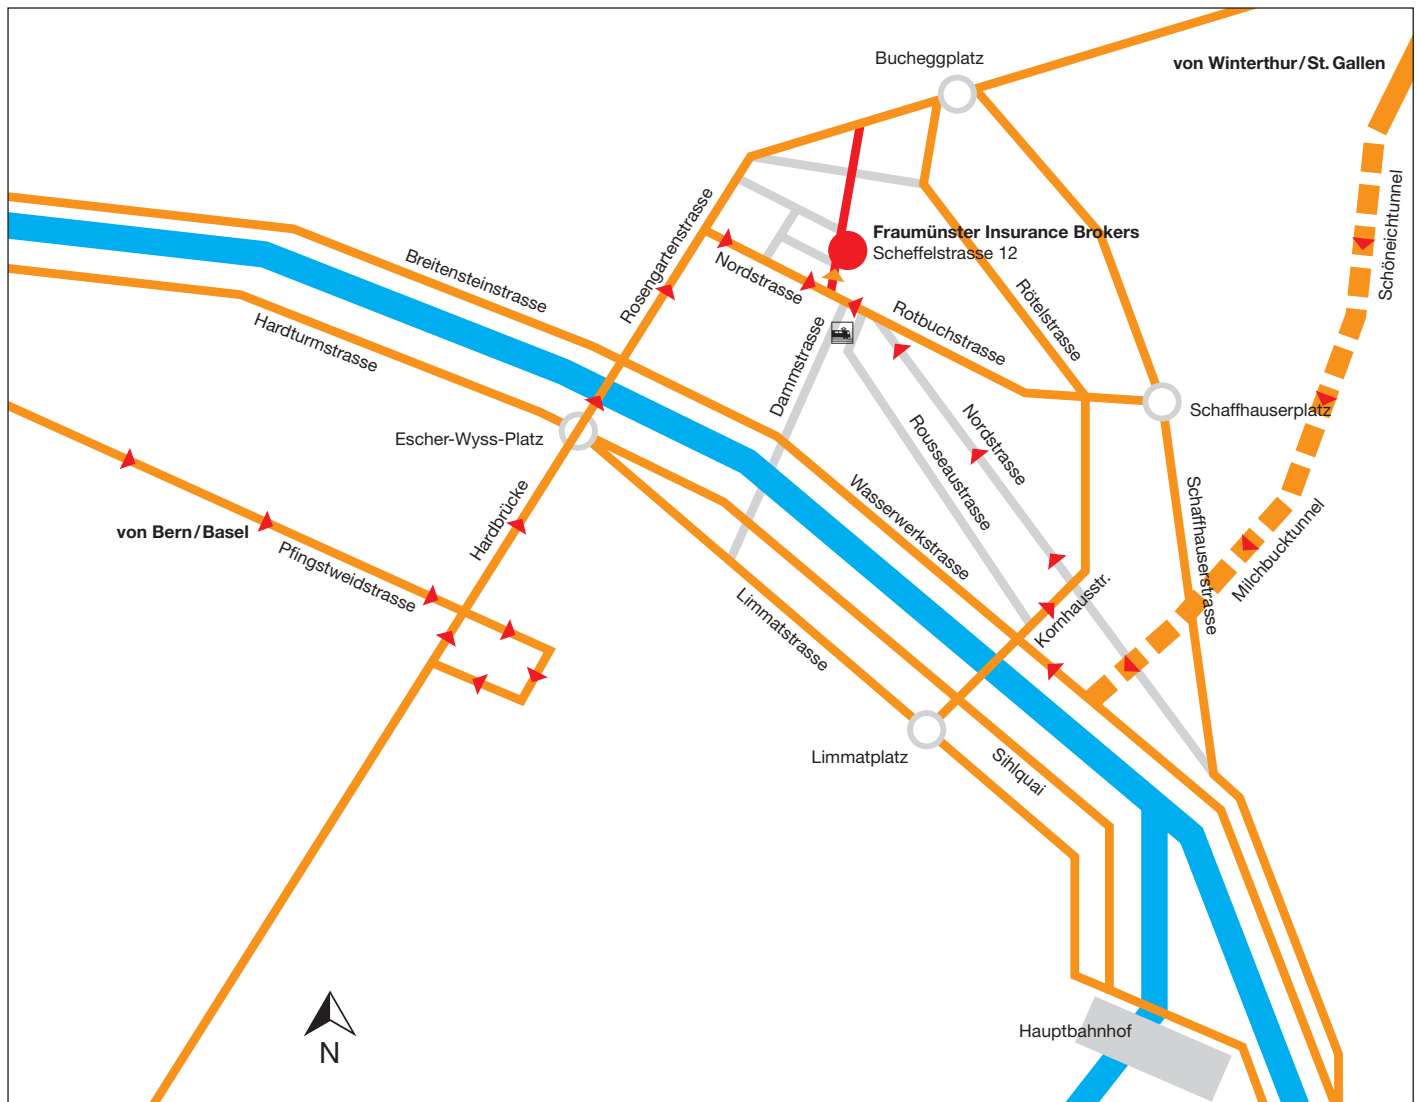 Bucheggplatz
von Winterthur/St. Gallen
Schöneichtunnel
Rosengartenstrasse
Fraumünster Insurance Brokers
Scheffelstrasse 12
Breitensteinstrasse
Nordstrasse
Rötelstrasse
Hardturmstrasse
Rotbuchstrasse
Dammstrasse
Schaffhauserplatz
Nordstrasse
Rousseaustrasse
Escher-Wyss-Platz
Wasserwerkstrasse
Schaffhauserstrasse
Hardbrücke
von Bern/Basel
Milchbucktunnel
Pfingstweidstrasse
Kornhausstr.
Limmatstrasse
Limmatplatz
Sihlquai
Hauptbahnhof
N